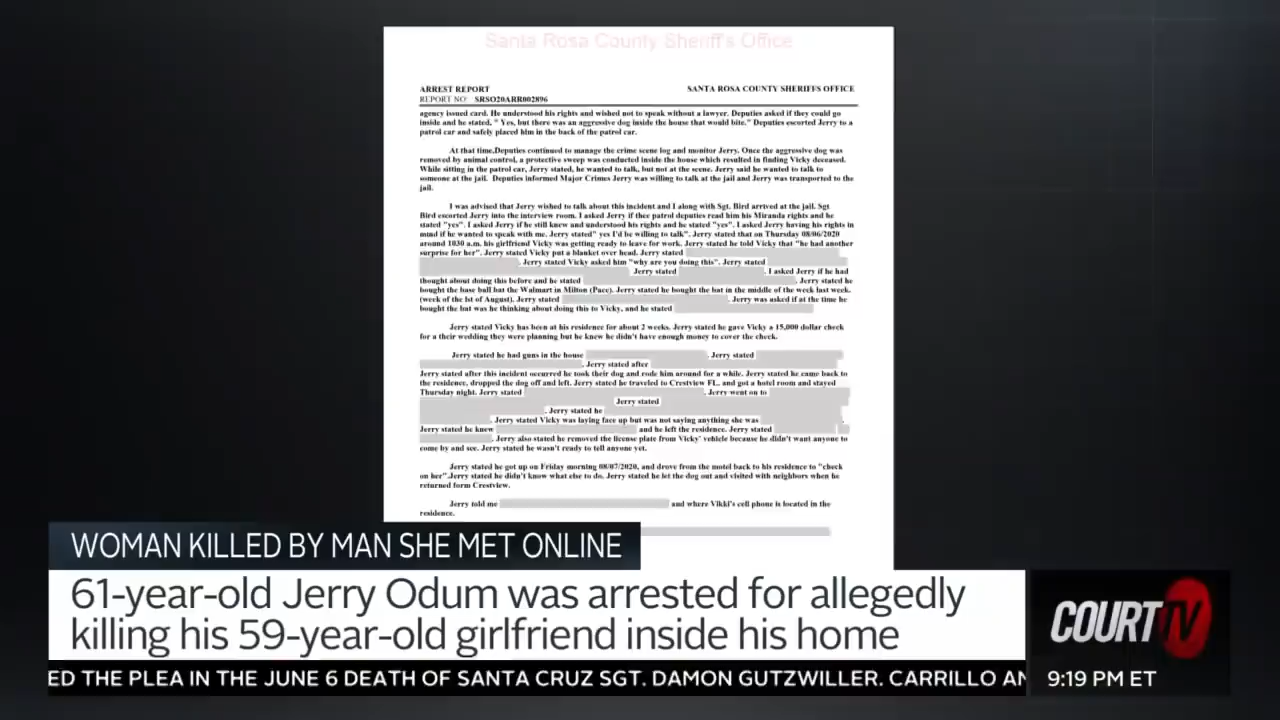 Santa Rosa County Sheriff's Office
ARREST REPORT SANTA ROSA COUNTY SHERIFFS OFFICE
REPORT NO: SRSO20ARR002896
agency issued card. He understood his rights and wished not to speak without a lawyer. Deputies asked if they could go
inside and he stated, " Yes, but there was an aggressive dog inside the house that would bite." Deputies escorted Jerry to a
patrol car and safely placed him in the back of the patrol car.
At that time,Deputies continued to manage the crime scene log and monitor Jerry. Once the aggressive dog was
removed by animal control, a protective sweep was conducted inside the house which resulted in finding Vicky deceased.
While sitting in the patrol car, Jerry stated, he wanted to talk, but not at the scene. Jerry said he wanted to talk to
someone at the jail. Deputies informed Major Crimes Jerry was willing to talk at the jail and Jerry was transported to the
jail.
I was advised that Jerry wished to talk about this incident and I along with Sgt. Bird arrived at the jail. Sgt
Bird escorted Jerry into the interview room. I asked Jerry if thee patrol deputies read him his Miranda rights and he
stated "yes". I asked Jerry if he still knew and understood his rights and he stated "yes". I asked Jerry having his rights in
mind if he wanted to speak with me. Jerry stated" yes I'd be willing to talk". Jerry stated that on Thursday 08/06/2020
around 1030 a.m. his girlfriend Vicky was getting ready to leave for work. Jerry stated he told Vicky that "he had another
surprise for her". Jerry stated Vicky put a blanket over head. Jerry stated
. Jerry stated Vicky asked him "why are you doing this". Jerry stated
Jerry stated . I asked Jerry if he had
thought about doing this before and he stated . Jerry stated he
bought the base ball bat the Walmart in Milton (Pace). Jerry stated he bought the bat in the middle of the week last week.
(week of the 1st of August). Jerry stated . Jerry was asked if at the time he
bought the bat was he thinking about doing this to Vicky, and he stated
Jerry stated Vicky has been at his residence for about 2 weeks. Jerry stated he gave Vicky a 15,000 dollar check
for a their wedding they were planning but he knew he didn't have enough money to cover the check.
Jerry stated he had guns in the house . Jerry stated
. Jerry stated after
Jerry stated after this incident occurred he took their dog and rode him around for a while. Jerry stated he came back to
the residence, dropped the dog off and left. Jerry stated he traveled to Crestview FL. and got a hotel room and stayed
Thursday night. Jerry stated . Jerry went on to
Jerry stated
. Jerry stated he
. Jerry stated Vicky was laying face up but was not saying anything she was .
Jerry stated he knew and he left the residence. Jerry stated
. Jerry also stated he removed the license plate from Vicky' vehicle because he didn't want anyone to
come by and see. Jerry stated he wasn't ready to tell anyone yet.
Jerry stated he got up on Friday morning 08/07/2020, and drove from the motel back to his residence to "check
on her".Jerry stated he didn't know what else to do. Jerry stated he let the dog out and visited with neighbors when he
returned form Crestview.
Jerry told me and where Vikki's cell phone is located in the
residence.
WOMAN KILLED BY MAN SHE MET ONLINE
61-year-old Jerry Odum was arrested for allegedly
killing his 59-year-old girlfriend inside his home
COURT TV
ED THE PLEA IN THE JUNE 6 DEATH OF SANTA CRUZ SGT. DAMON GUTZWILLER. CARRILLO AN
9:19 PM ET